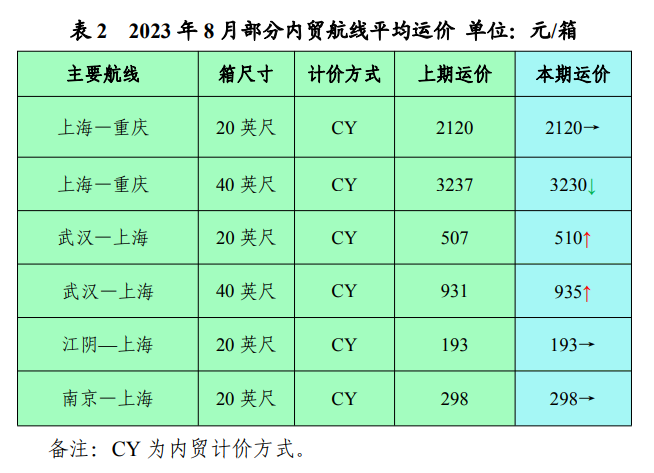 表 2 2023 年 8 月部分内贸航线平均运价 单位：元/箱
主要航线 箱尺寸 计价方式 上期运价 本期运价
上海—重庆 20 英尺 CY 2120 2120→
上海—重庆 40 英尺 CY 3237 3230↓
武汉—上海 20 英尺 CY 507 510↑
武汉—上海 40 英尺 CY 931 935↑
江阴—上海 20 英尺 CY 193 193→
南京—上海 20 英尺 CY 298 298→
备注：CY 为内贸计价方式。